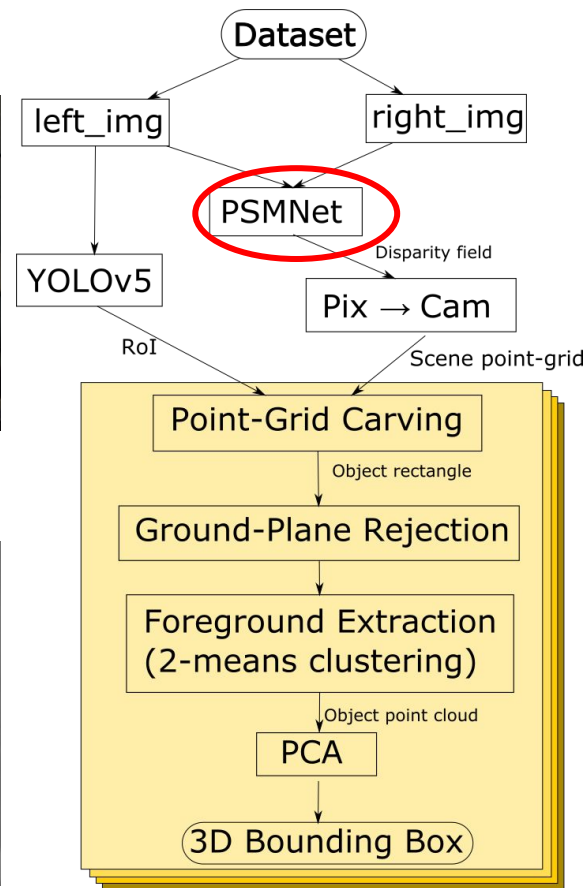 Dataset
left_img
right_img
PSMNet
Disparity field
YOLOv5
Pix → Cam
RoI
Scene point-grid
Point-Grid Carving
Object rectangle
Ground-Plane Rejection
Foreground Extraction
(2-means clustering)
Object point cloud
PCA
3D Bounding Box